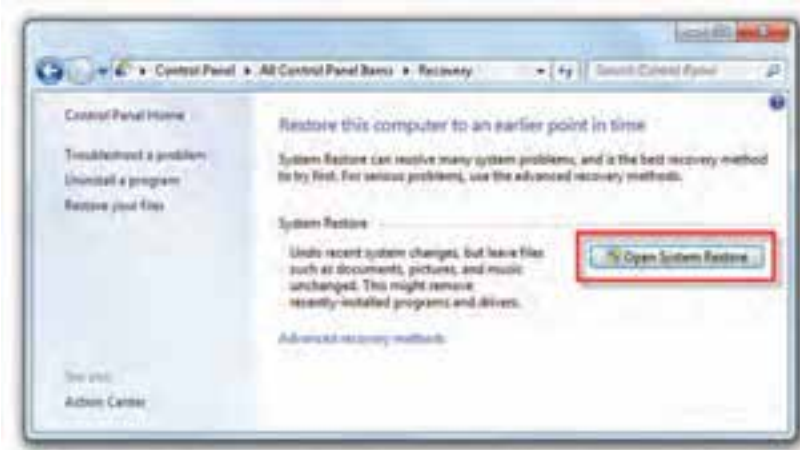 Control Panel ▸ All Control Panel Items ▸ Recovery
Search Control Panel
Control Panel Home
Troubleshoot a problem
Uninstall a program
Restore your files
Restore this computer to an earlier point in time
System Restore can resolve many system problems, and is the best recovery method
to try first. For serious problems, use the advanced recovery methods.
System Restore
Undo recent system changes, but leave files
such as documents, pictures, and music
unchanged. This might remove
recently-installed programs and drivers.
Open System Restore
Advanced recovery methods
See also
Action Center